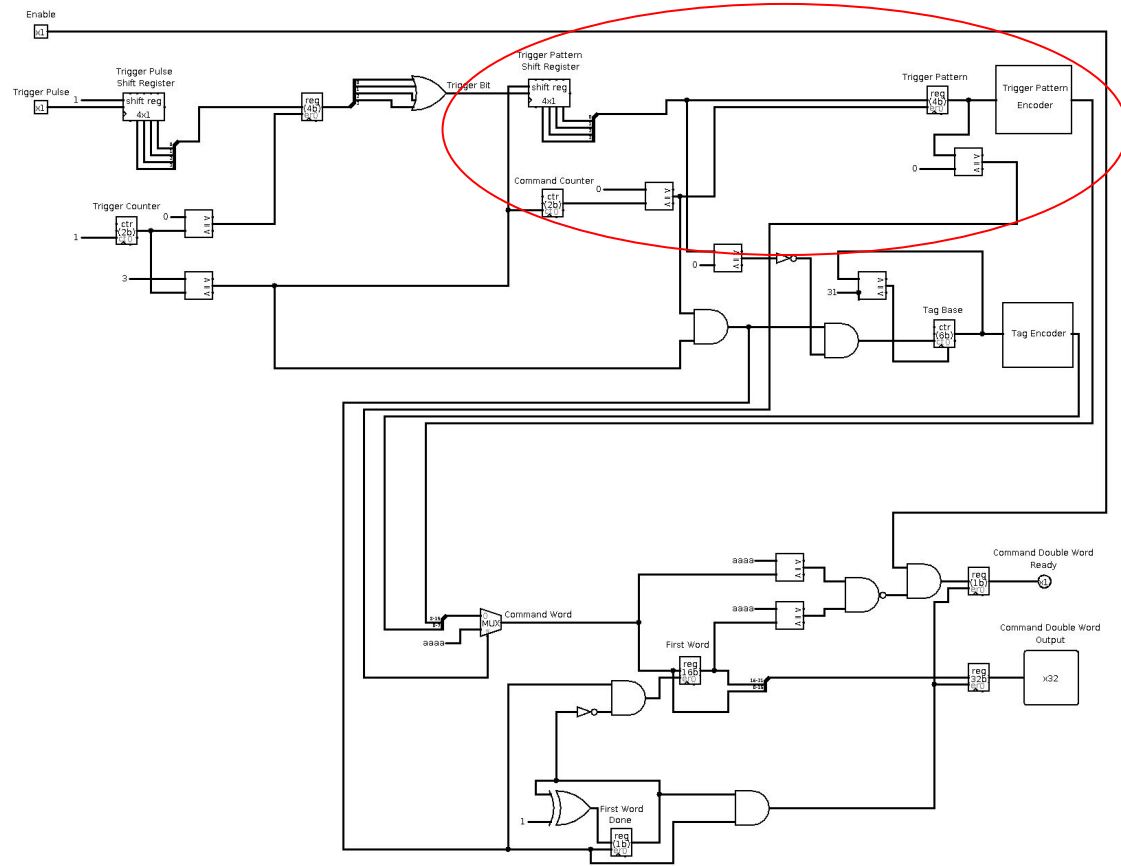 Enable
x1
Trigger Pulse
Shift Register
Trigger Pulse
x1
1
shift reg
4x1
reg
(4b)
Trigger Bit
Trigger Pattern
Shift Register
shift reg
4x1
Trigger Pattern
reg
(4b)
Trigger Pattern
Encoder
0
Command Counter
ctr
(2b)
0
Trigger Counter
ctr
(2b)
1
0
3
0
31
Tag Base
ctr
(6b)
Tag Encoder
MUX
Command Word
aaaa
aaaa
aaaa
First Word
reg
16b
Command Double Word
Ready
reg
(1b)
x1
Command Double Word
Output
reg
32b
x32
First Word
Done
1
reg
(1b)